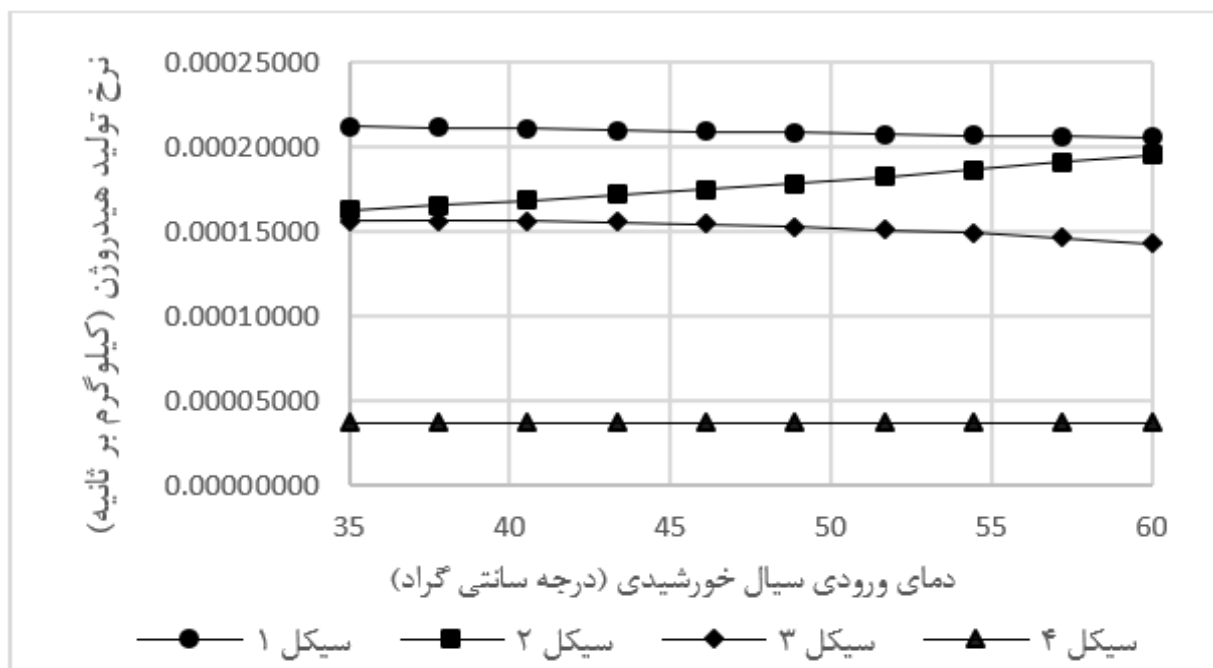 نرخ تولید هیدروژن (کیلوگرم بر ثانیه)
0.00025000
0.00020000
0.00015000
0.00010000
0.00005000
0.00000000
35 40 45 50 55 60
دمای ورودی سیال خورشیدی (درجه سانتی گراد)
سیکل ۱ سیکل ۲ سیکل ۳ سیکل ۴